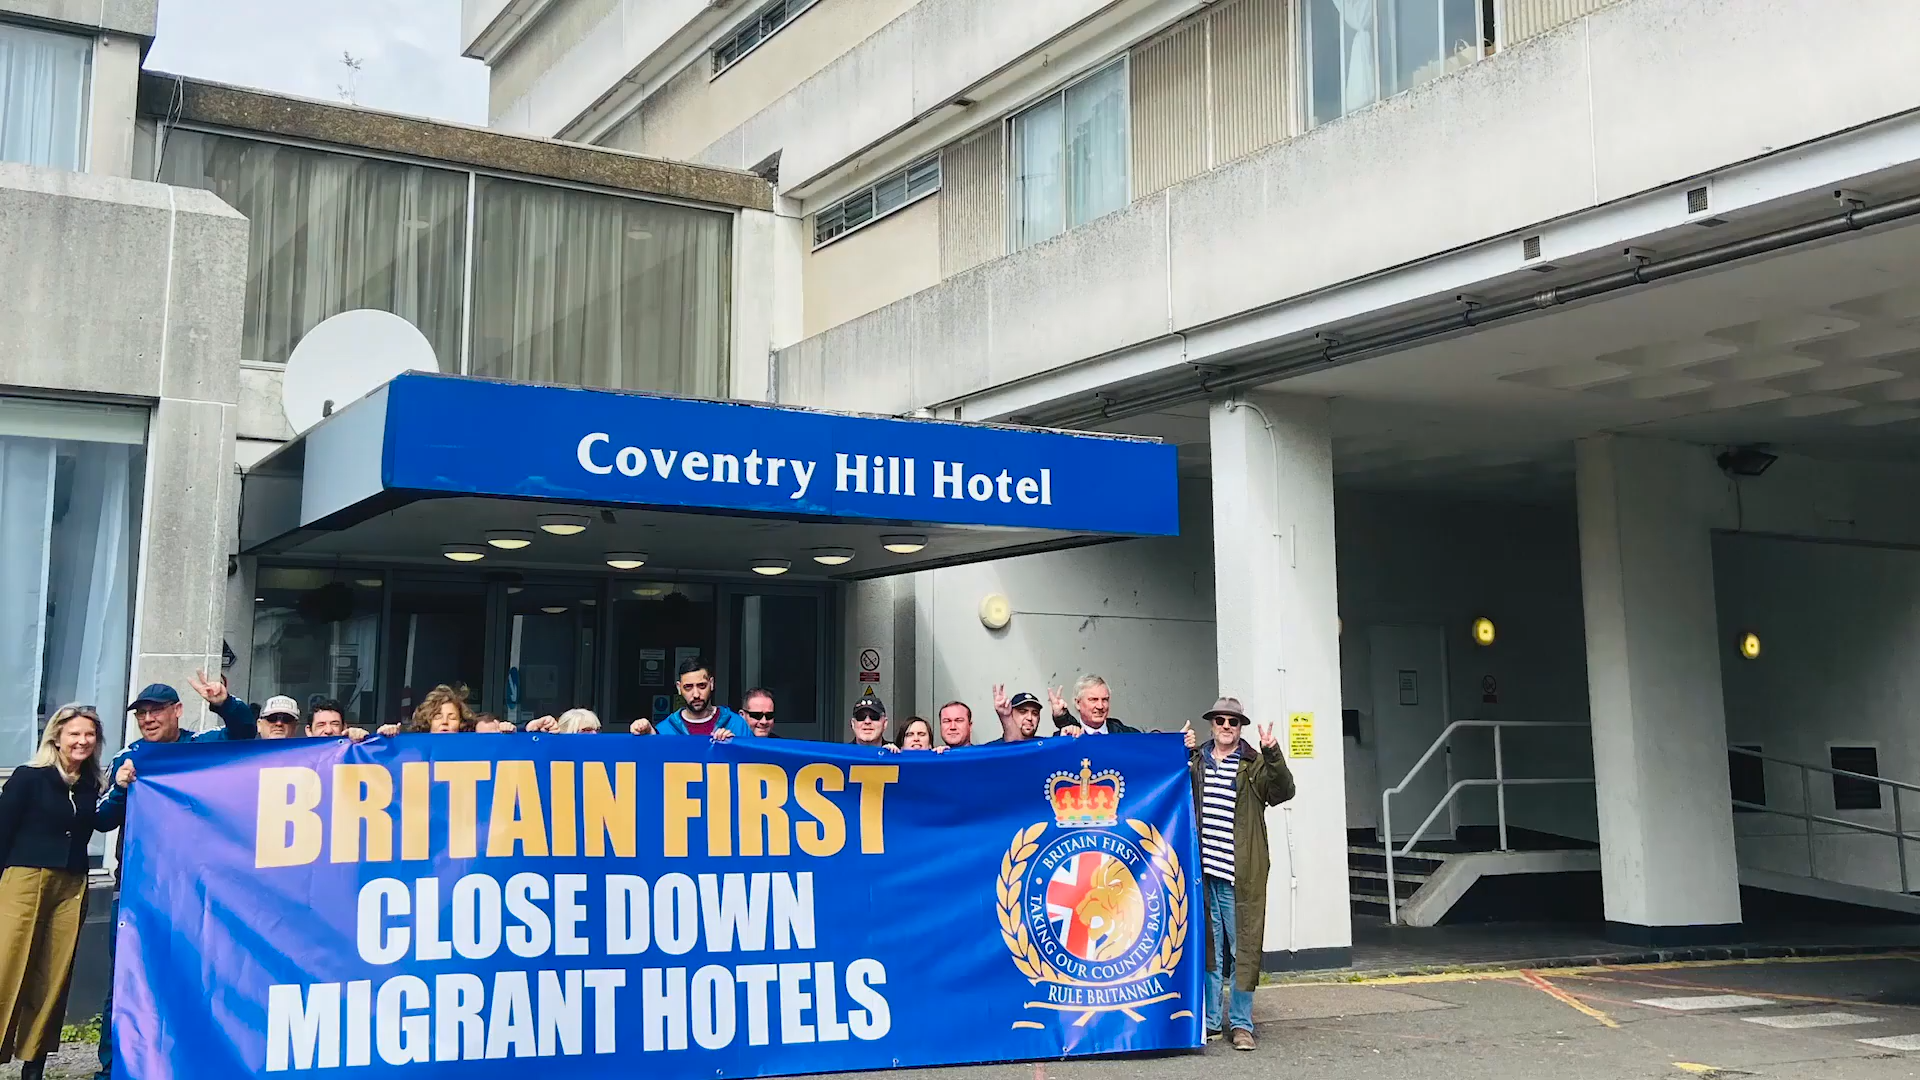 Coventry Hill Hotel
BRITAIN FIRST
CLOSE DOWN
MIGRANT HOTELS
BRITAIN FIRST
TAKING OUR COUNTRY BACK
RULE BRITANNIA